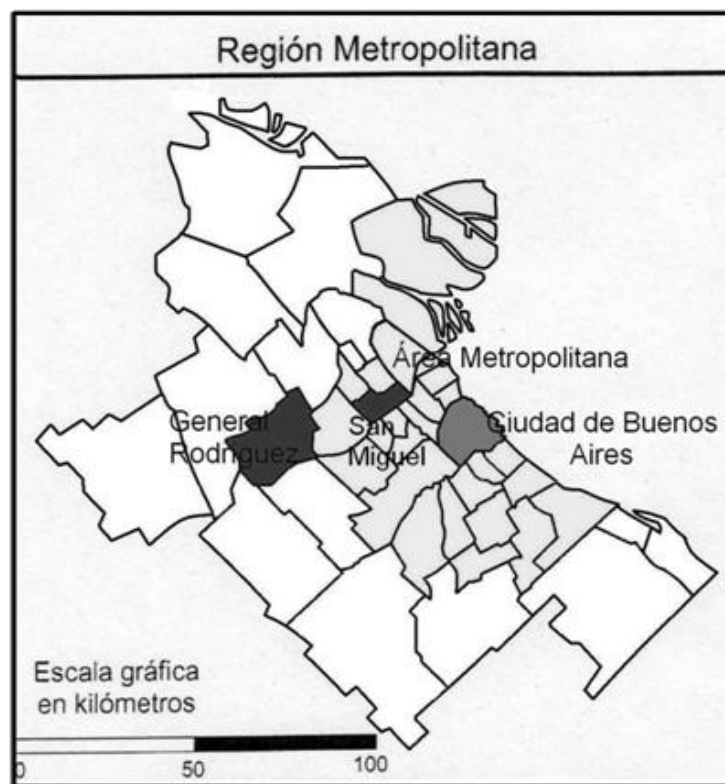 Región Metropolitana
Área Metropolitana
General
Rodríguez
San
Miguel
Ciudad de Buenos
Aires
Escala gráfica
en kilómetros
0
50
100